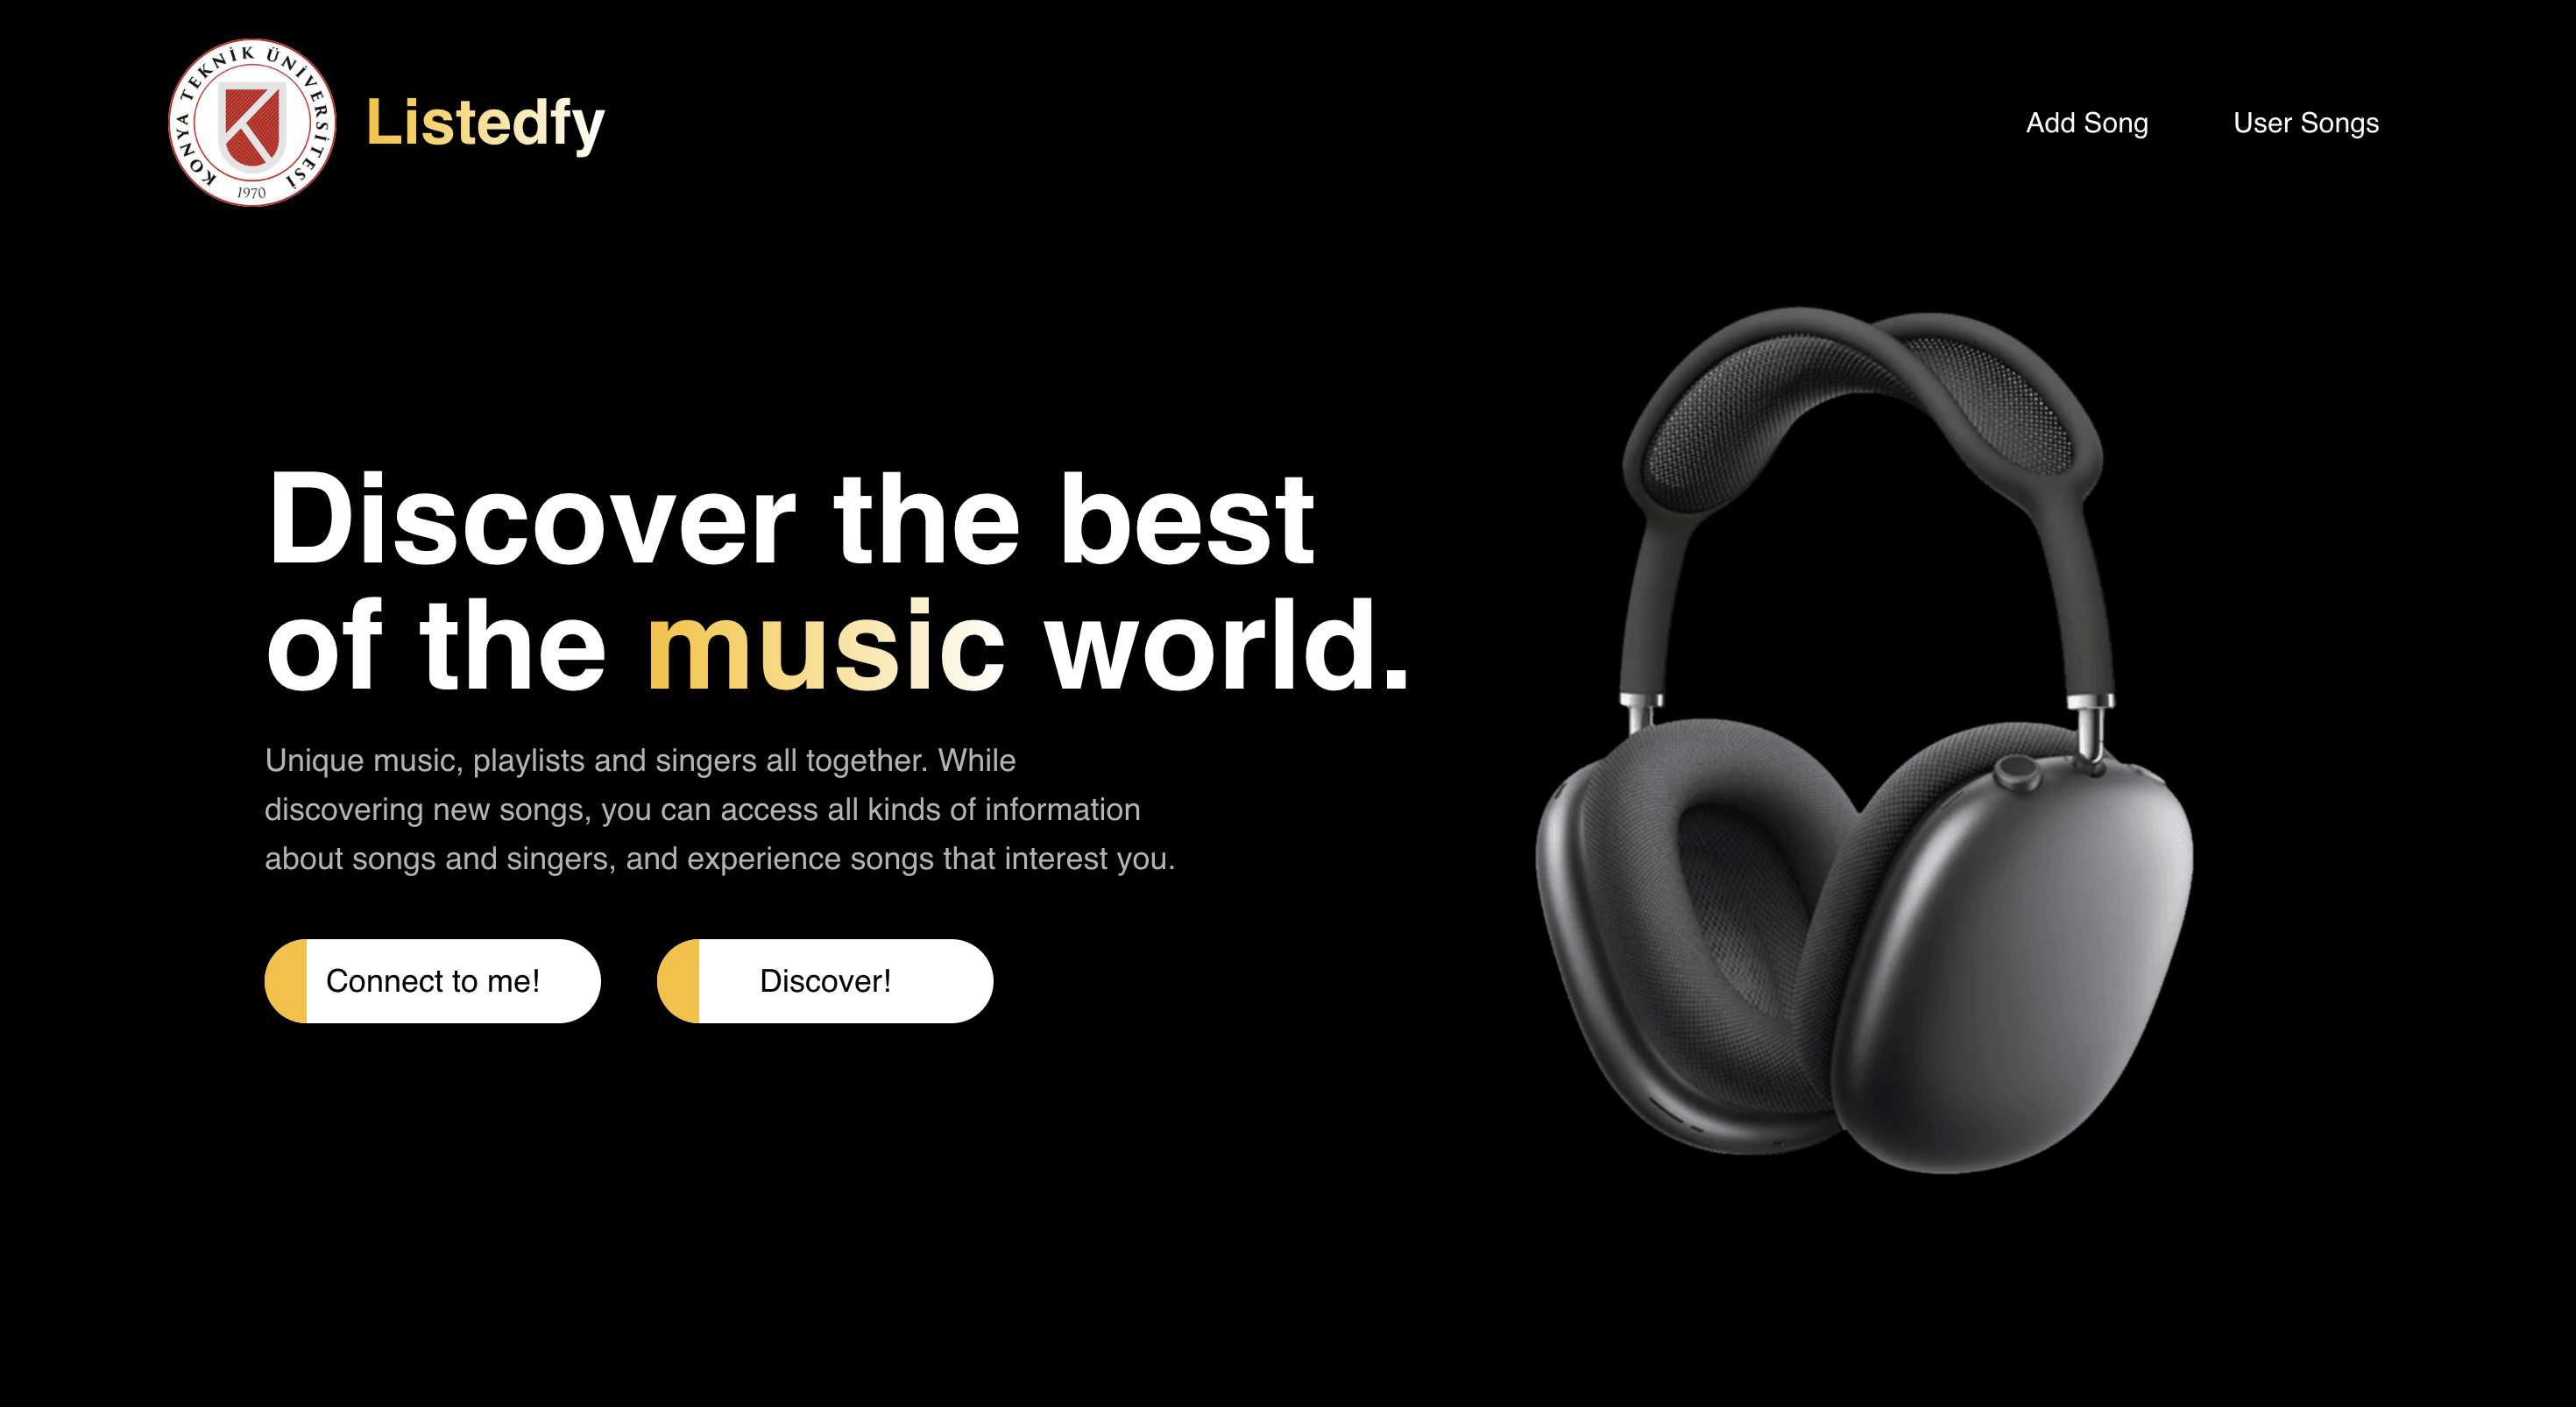 KONYA TEKNİK ÜNİVERSİTESİ
1970
Listedfy
Add Song
User Songs
Discover the best
of the music world.
Unique music, playlists and singers all together. While
discovering new songs, you can access all kinds of information
about songs and singers, and experience songs that interest you.
Connect to me!
Discover!